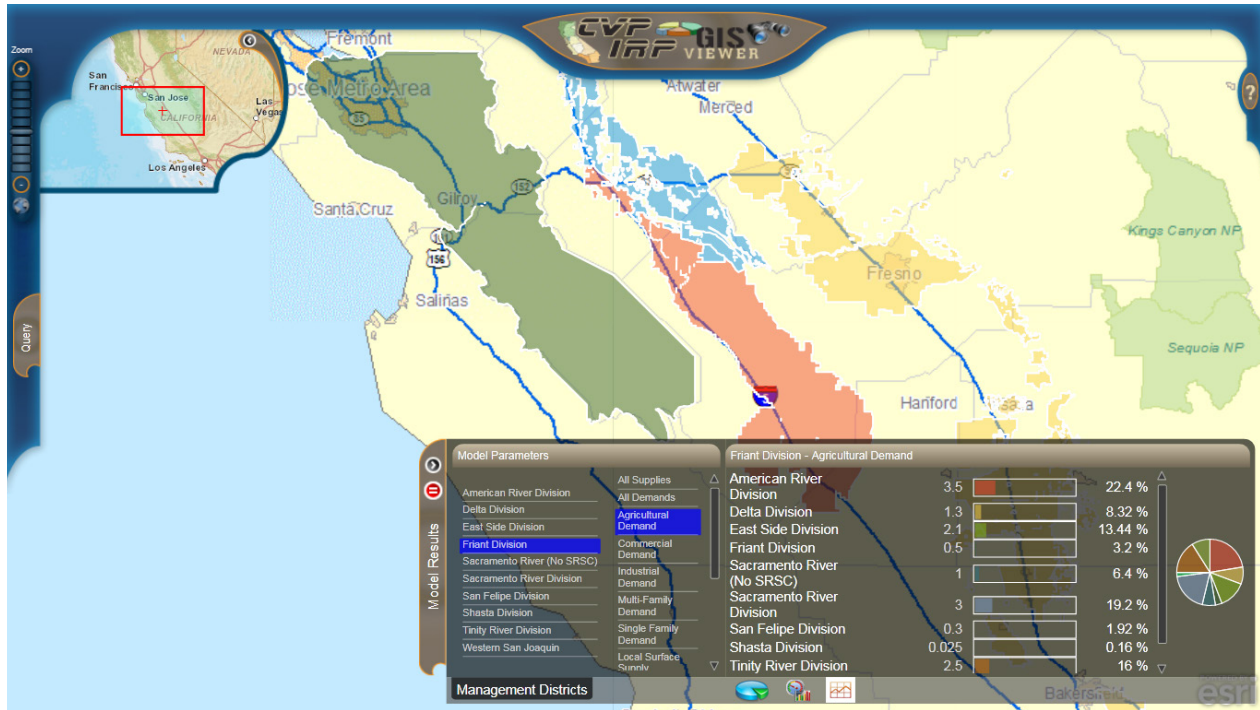 CVP
IRP
GIS
VIEWER
Zoom
NEVADA
San
Francisco
San Jose
CALIFORNIA
Las
Vegas
Los Angeles
Fremont
Jose Metro Area
85
Gilroy
152
Santa Cruz
156
Salinas
Atwater
Merced
Fresno
Kings Canyon NP
Sequoia NP
Hanford
Query
Model Results
Model Parameters
American River Division
Delta Division
East Side Division
Friant Division
Sacramento River (No SRSC)
Sacramento River Division
San Felipe Division
Shasta Division
Tinity River Division
Western San Joaquin
All Supplies
All Demands
Agricultural
Demand
Commercial
Demand
Industrial
Demand
Multi-Family
Demand
Single Family
Demand
Local Surface
Supply
Friant Division - Agricultural Demand
American River
Division 3.5 22.4 %
Delta Division 1.3 8.32 %
East Side Division 2.1 13.44 %
Friant Division 0.5 3.2 %
Sacramento River
(No SRSC) 1 6.4 %
Sacramento River
Division 3 19.2 %
San Felipe Division 0.3 1.92 %
Shasta Division 0.025 0.16 %
Tinity River Division 2.5 16 %
Management Districts
Bakersfield
esri